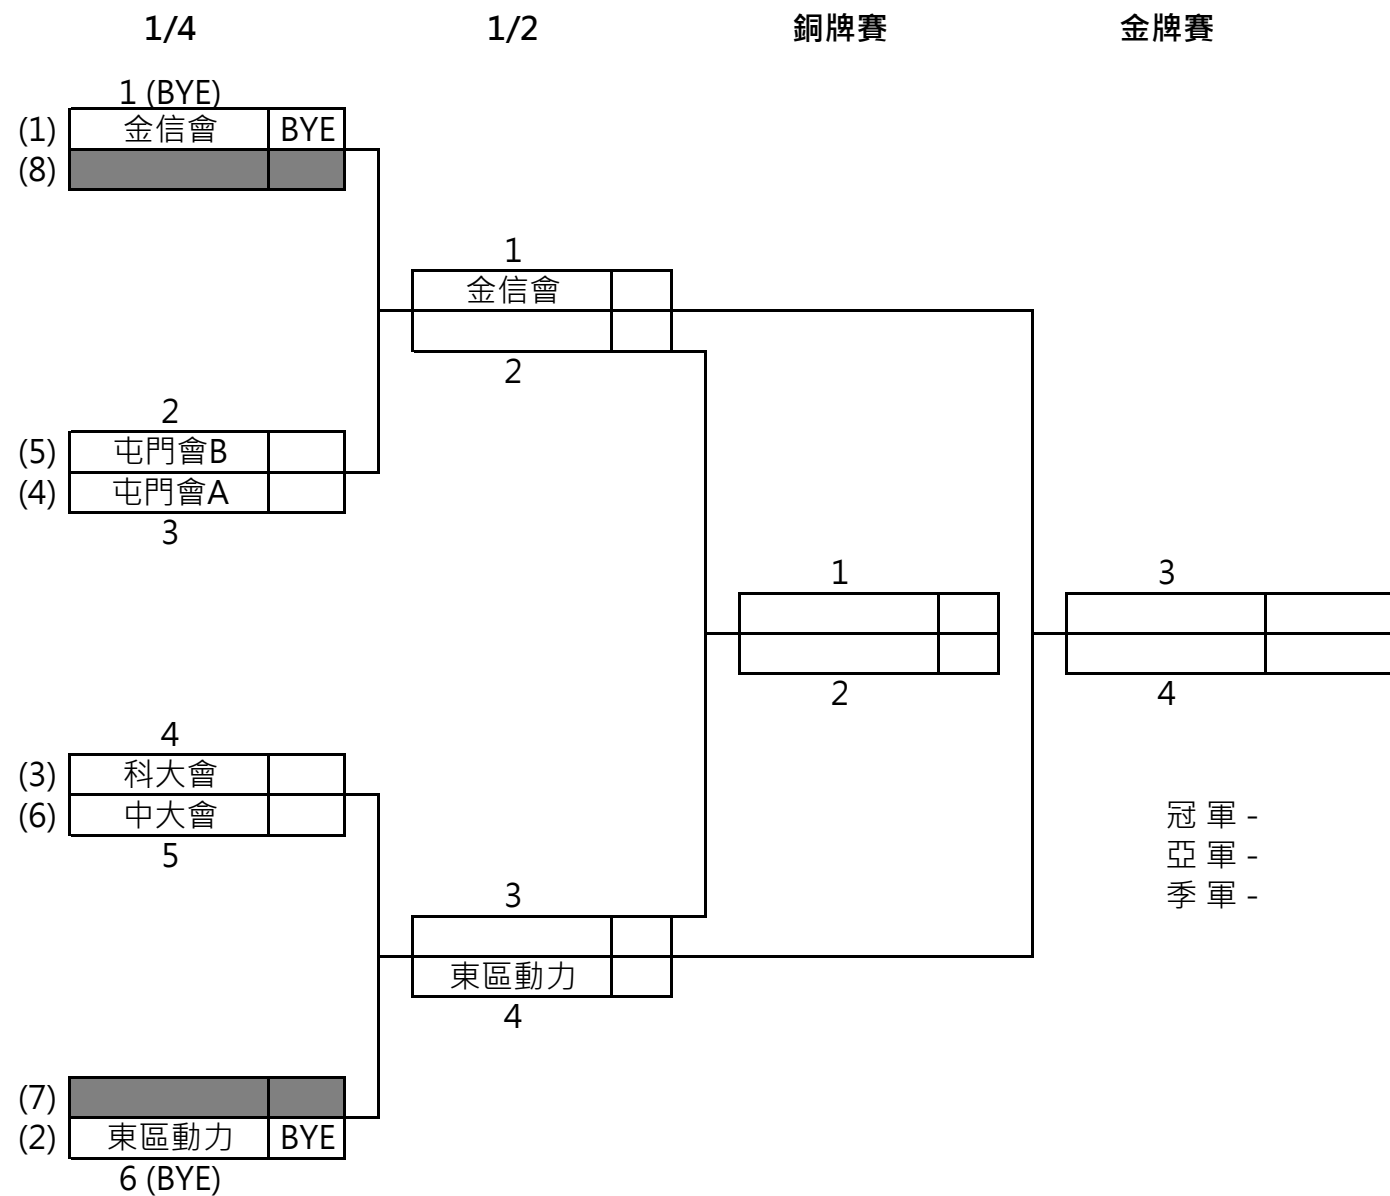 1/4 1/2 銅牌賽 金牌賽
1 (BYE)
(1) 金信會 BYE
(8)
1
金信會
2
2
(5) 屯門會B
(4) 屯門會A
3
1 3
2 4
4
(3) 科大會
(6) 中大會
5
冠 軍 -
亞 軍 -
季 軍 -
3
東區動力
4
(7)
(2) 東區動力 BYE
6 (BYE)